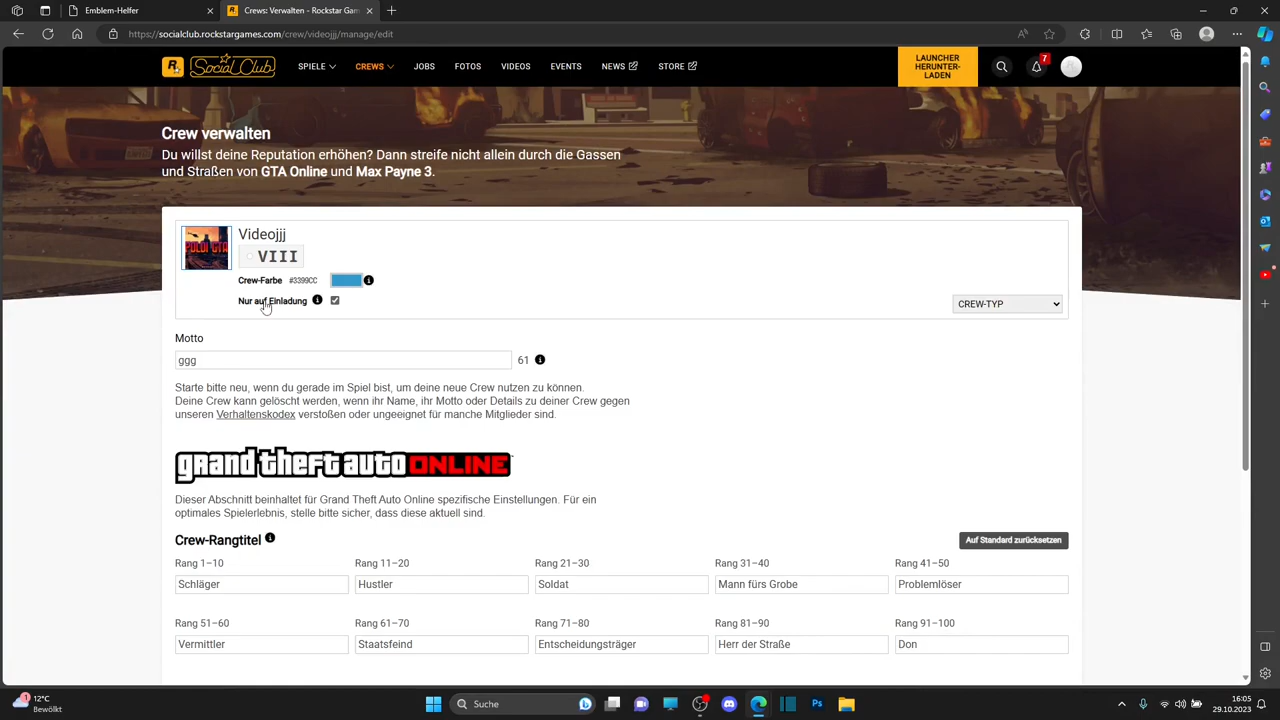 Emblem-Helfer
Crews: Verwalten - Rockstar Gam
https://socialclub.rockstargames.com/crew/videojjj/manage/edit
Social Club
SPIELE
CREWS
JOBS
FOTOS
VIDEOS
EVENTS
NEWS
STORE
LAUNCHER
HERUNTER-
LADEN
7
Crew verwalten
Du willst deine Reputation erhöhen? Dann streife nicht allein durch die Gassen
und Straßen von GTA Online und Max Payne 3.
POLDI GTA
Videojjj
VIII
Crew-Farbe #3399CC
Nur auf Einladung
CREW-TYP
Motto
ggg
61
Starte bitte neu, wenn du gerade im Spiel bist, um deine neue Crew nutzen zu können.
Deine Crew kann gelöscht werden, wenn ihr Name, ihr Motto oder Details zu deiner Crew gegen
unseren Verhaltenskodex verstoßen oder ungeeignet für manche Mitglieder sind.
grand theft auto ONLINE
Dieser Abschnitt beinhaltet für Grand Theft Auto Online spezifische Einstellungen. Für ein
optimales Spielerlebnis, stelle bitte sicher, dass diese aktuell sind.
Crew-Rangtitel
Auf Standard zurücksetzen
Rang 1–10
Rang 11–20
Rang 21–30
Rang 31–40
Rang 41–50
Schläger
Hustler
Soldat
Mann fürs Grobe
Problemlöser
Rang 51–60
Rang 61–70
Rang 71–80
Rang 81–90
Rang 91–100
Vermittler
Staatsfeind
Entscheidungsträger
Herr der Straße
Don
12°C
Bewölkt
Suche
Ps
16:05
29.10.2023